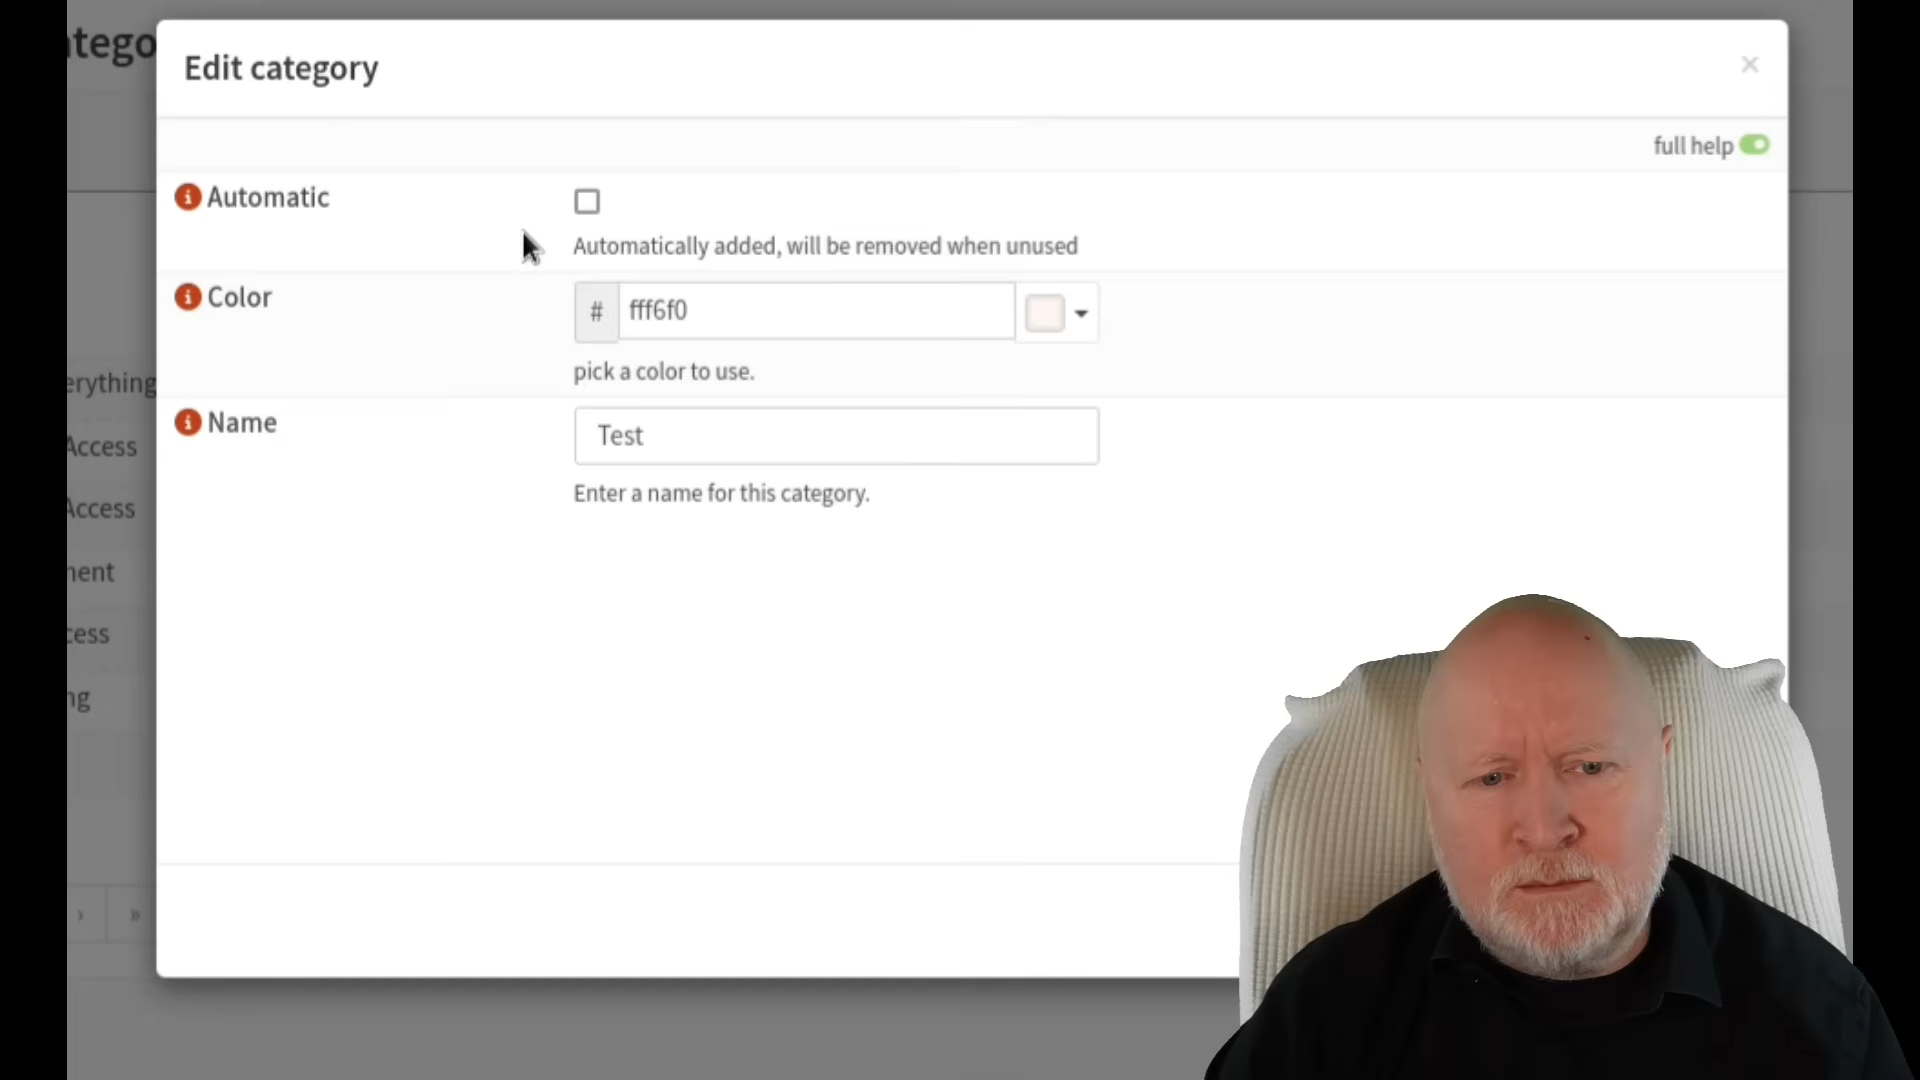 Edit category
×
full help
Automatic
Automatically added, will be removed when unused
Color
# fff6f0
pick a color to use.
Name
Test
Enter a name for this category.
atego
erything
Access
Access
nent
cess
ng
› »